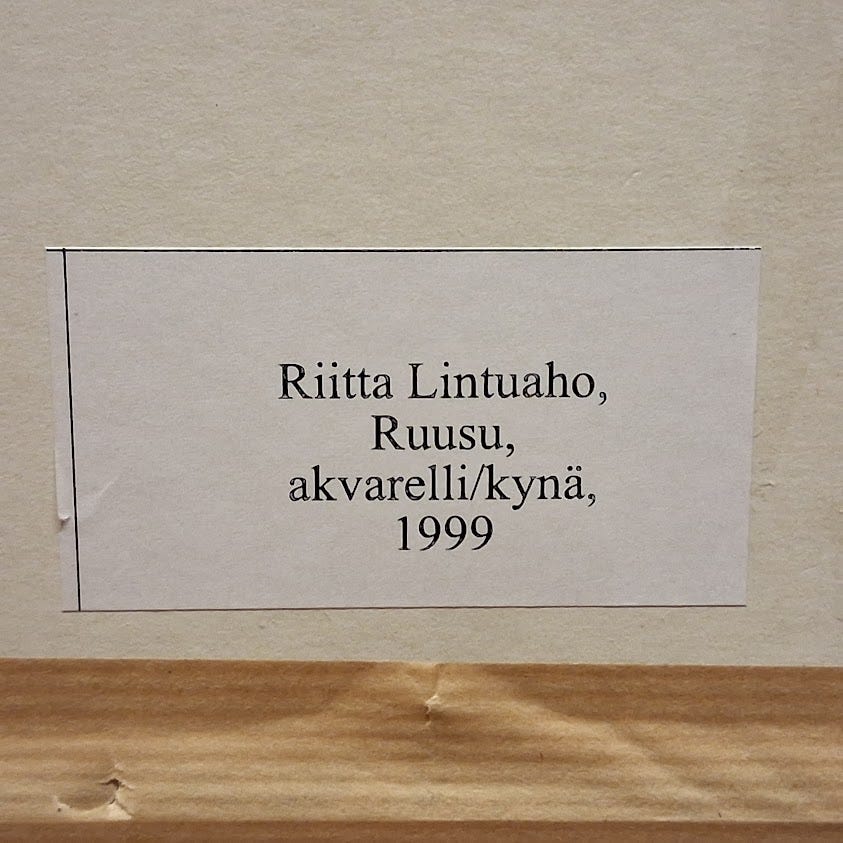 Riitta Lintuaho,
Ruusu,
akvarelli/kynä,
1999